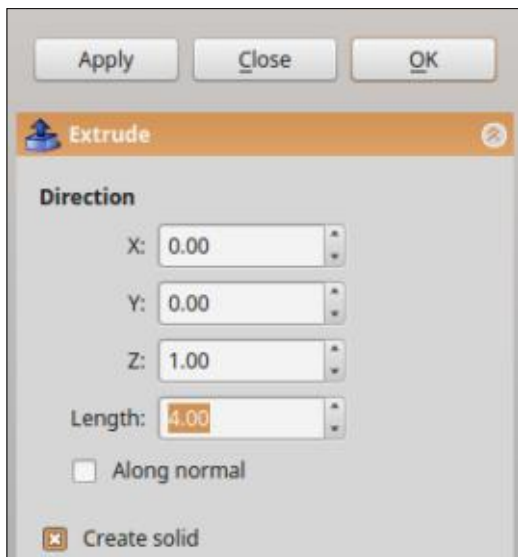 Apply Close OK
Extrude
Direction
X: 0.00
Y: 0.00
Z: 1.00
Length: 4.00
Along normal
Create solid